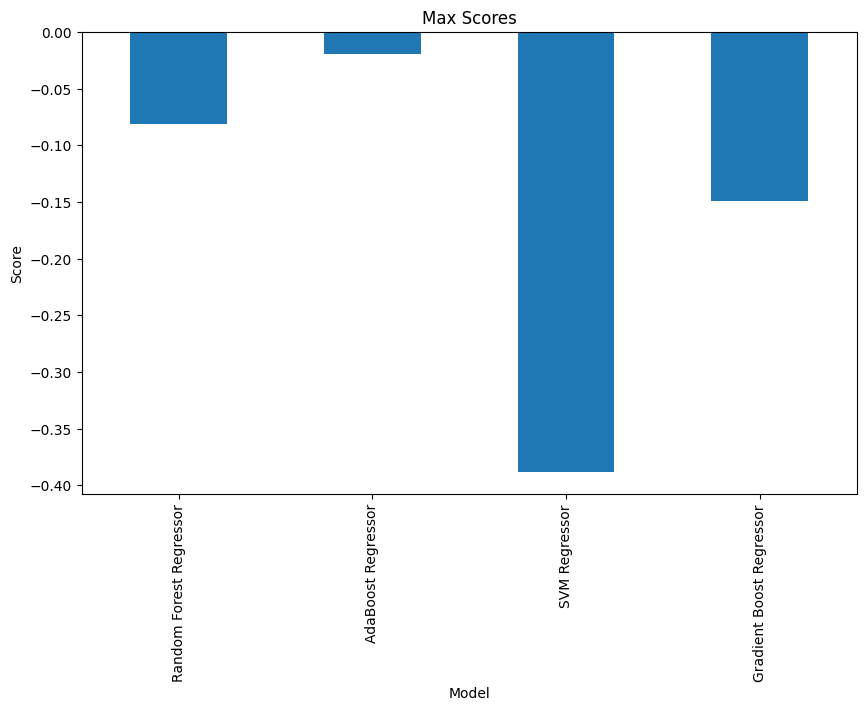 Max Scores
0.00
−0.05
−0.10
−0.15
−0.20
−0.25
−0.30
−0.35
−0.40
Score
Random Forest Regressor
AdaBoost Regressor
SVM Regressor
Gradient Boost Regressor
Model